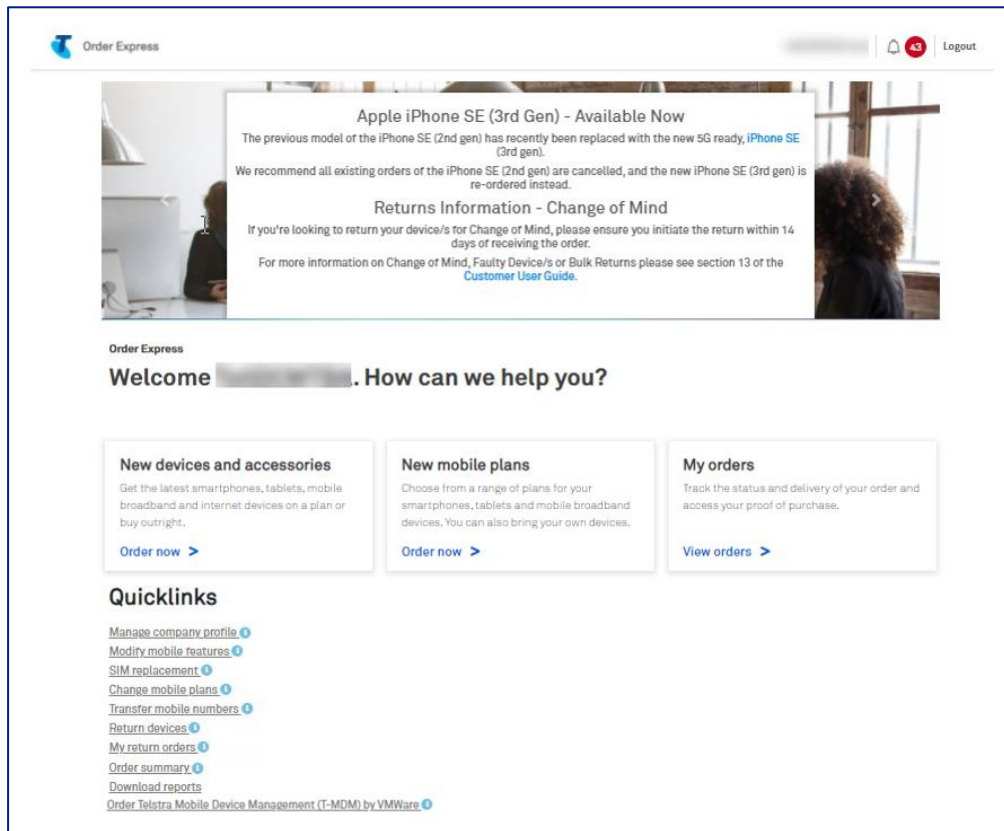 Order Express
43
Logout
Apple iPhone SE (3rd Gen) - Available Now
The previous model of the iPhone SE (2nd gen) has recently been replaced with the new 5G ready, iPhone SE
(3rd gen).
We recommend all existing orders of the iPhone SE (2nd gen) are cancelled, and the new iPhone SE (3rd gen) is
re-ordered instead.
Returns Information - Change of Mind
If you're looking to return your device/s for Change of Mind, please ensure you initiate the return within 14
days of receiving the order.
For more information on Change of Mind, Faulty Device/s or Bulk Returns please see section 13 of the
Customer User Guide.
Order Express
Welcome . How can we help you?
New devices and accessories
Get the latest smartphones, tablets, mobile
broadband and internet devices on a plan or
buy outright.
Order now >
New mobile plans
Choose from a range of plans for your
smartphones, tablets and mobile broadband
devices. You can also bring your own devices.
Order now >
My orders
Track the status and delivery of your order and
access your proof of purchase.
View orders >
Quicklinks
Manage company profile
Modify mobile features
SIM replacement
Change mobile plans
Transfer mobile numbers
Return devices
My return orders
Order summary
Download reports
Order Telstra Mobile Device Management (T-MDM) by VMWare